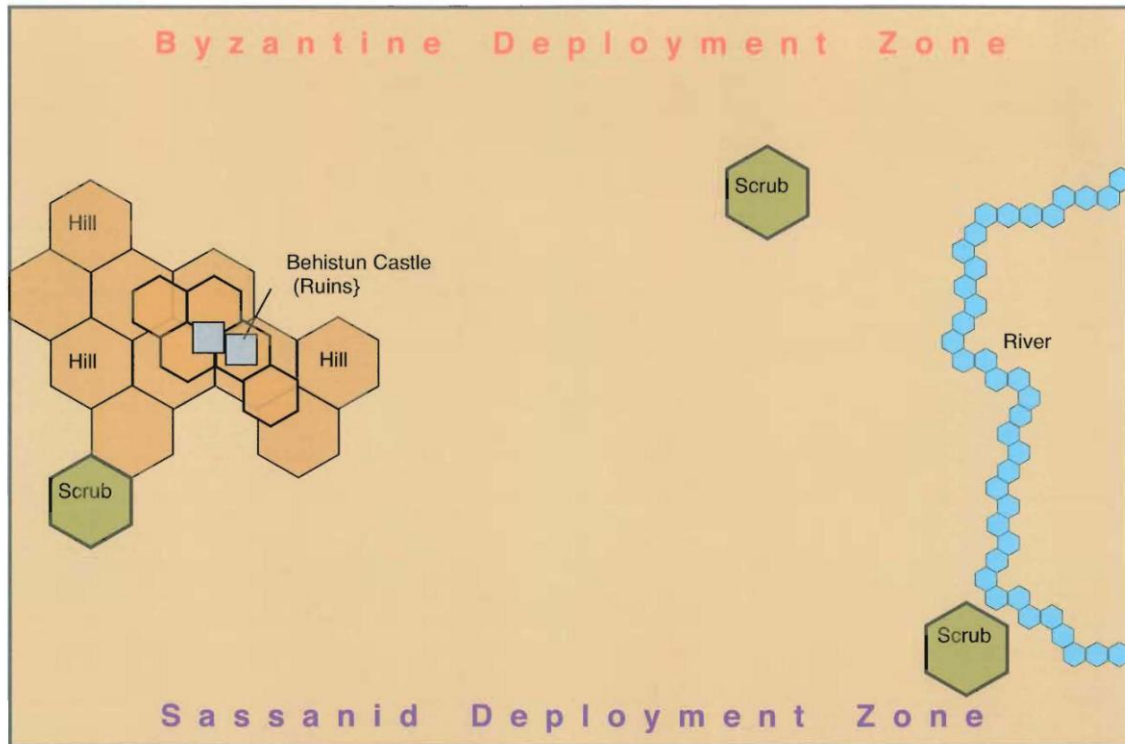 Byzantine Deployment Zone
Scrub
Hill
Behistun Castle
(Ruins}
River
Hill
Hill
Scrub
Scrub
Sassanid Deployment Zone